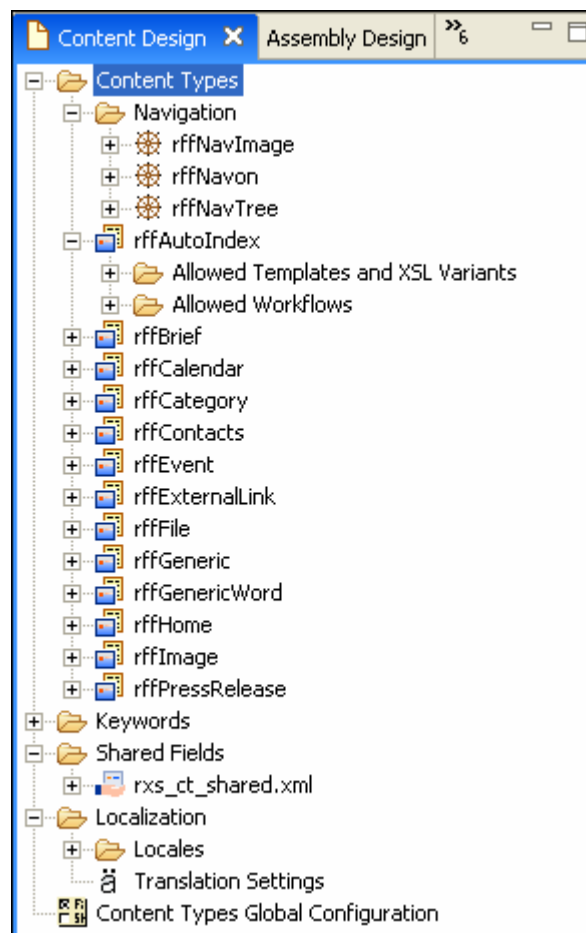 Content Design Assembly Design »6
Content Types
Navigation
rffNavImage
rffNavon
rffNavTree
rffAutoIndex
Allowed Templates and XSL Variants
Allowed Workflows
rffBrief
rffCalendar
rffCategory
rffContacts
rffEvent
rffExternalLink
rffFile
rffGeneric
rffGenericWord
rffHome
rffImage
rffPressRelease
Keywords
Shared Fields
rxs_ct_shared.xml
Localization
Locales
ä Translation Settings
Content Types Global Configuration